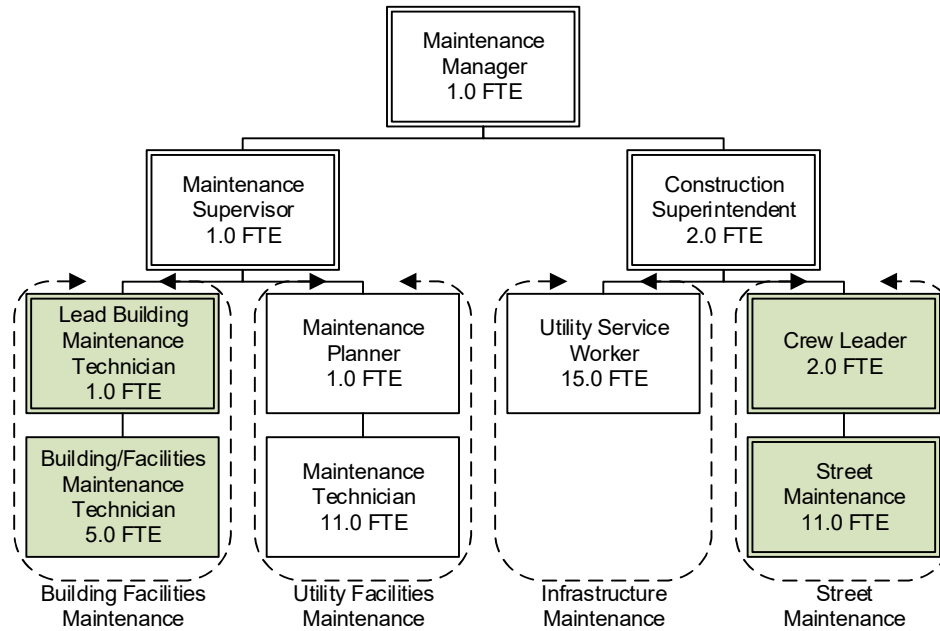 Maintenance
Manager
1.0 FTE
Maintenance
Supervisor
1.0 FTE
Construction
Superintendent
2.0 FTE
Lead Building
Maintenance
Technician
1.0 FTE
Maintenance
Planner
1.0 FTE
Utility Service
Worker
15.0 FTE
Crew Leader
2.0 FTE
Building/Facilities
Maintenance
Technician
5.0 FTE
Maintenance
Technician
11.0 FTE
Street
Maintenance
11.0 FTE
Building Facilities
Maintenance
Utility Facilities
Maintenance
Infrastructure
Maintenance
Street
Maintenance